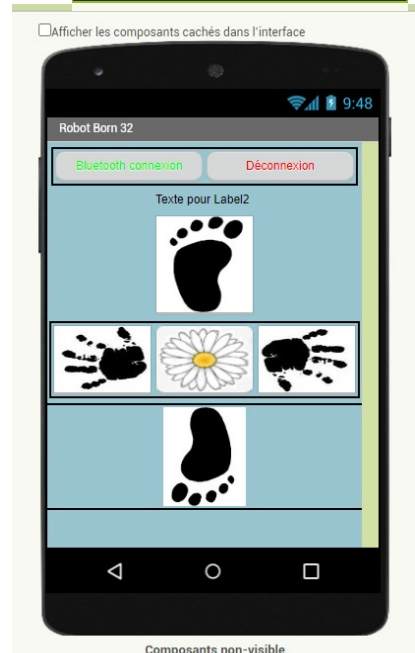 Afficher les composants cachés dans l'interface
9:48
Robot Born 32
Bluetooth connexion Déconnexion
Texte pour Label2
Composants non-visible